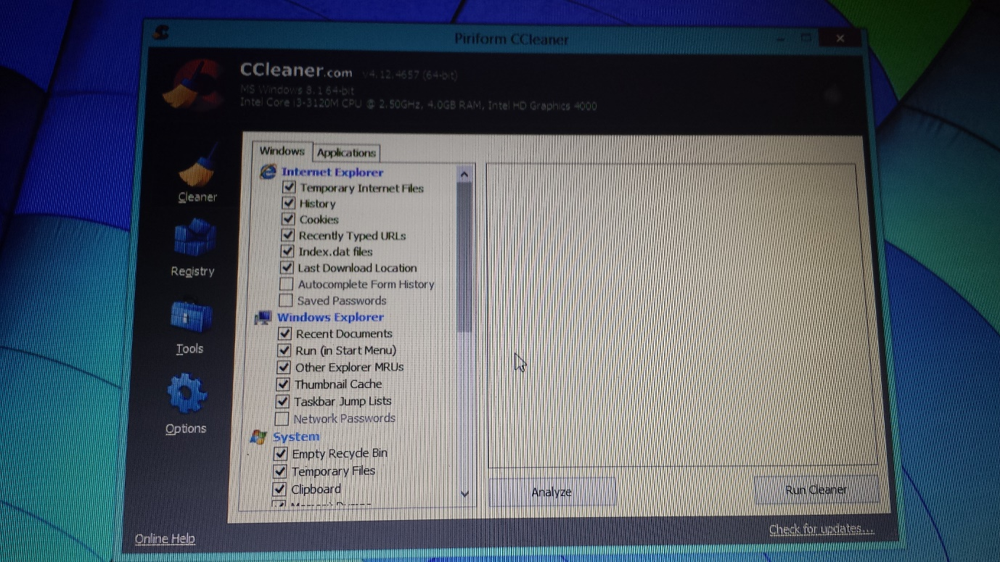 Piriform CCleaner
CCleaner.com v4.12.4657 (64-bit)
MS Windows 8.1 64-bit
Intel Core i3-3120M CPU @ 2.50GHz, 4.0GB RAM, Intel HD Graphics 4000
Cleaner
Registry
Tools
Options
Windows
Applications
Internet Explorer
Temporary Internet Files
History
Cookies
Recently Typed URLs
Index.dat files
Last Download Location
Autocomplete Form History
Saved Passwords
Windows Explorer
Recent Documents
Run (in Start Menu)
Other Explorer MRUs
Thumbnail Cache
Taskbar Jump Lists
Network Passwords
System
Empty Recycle Bin
Temporary Files
Clipboard
Analyze
Run Cleaner
Online Help
Check for updates...